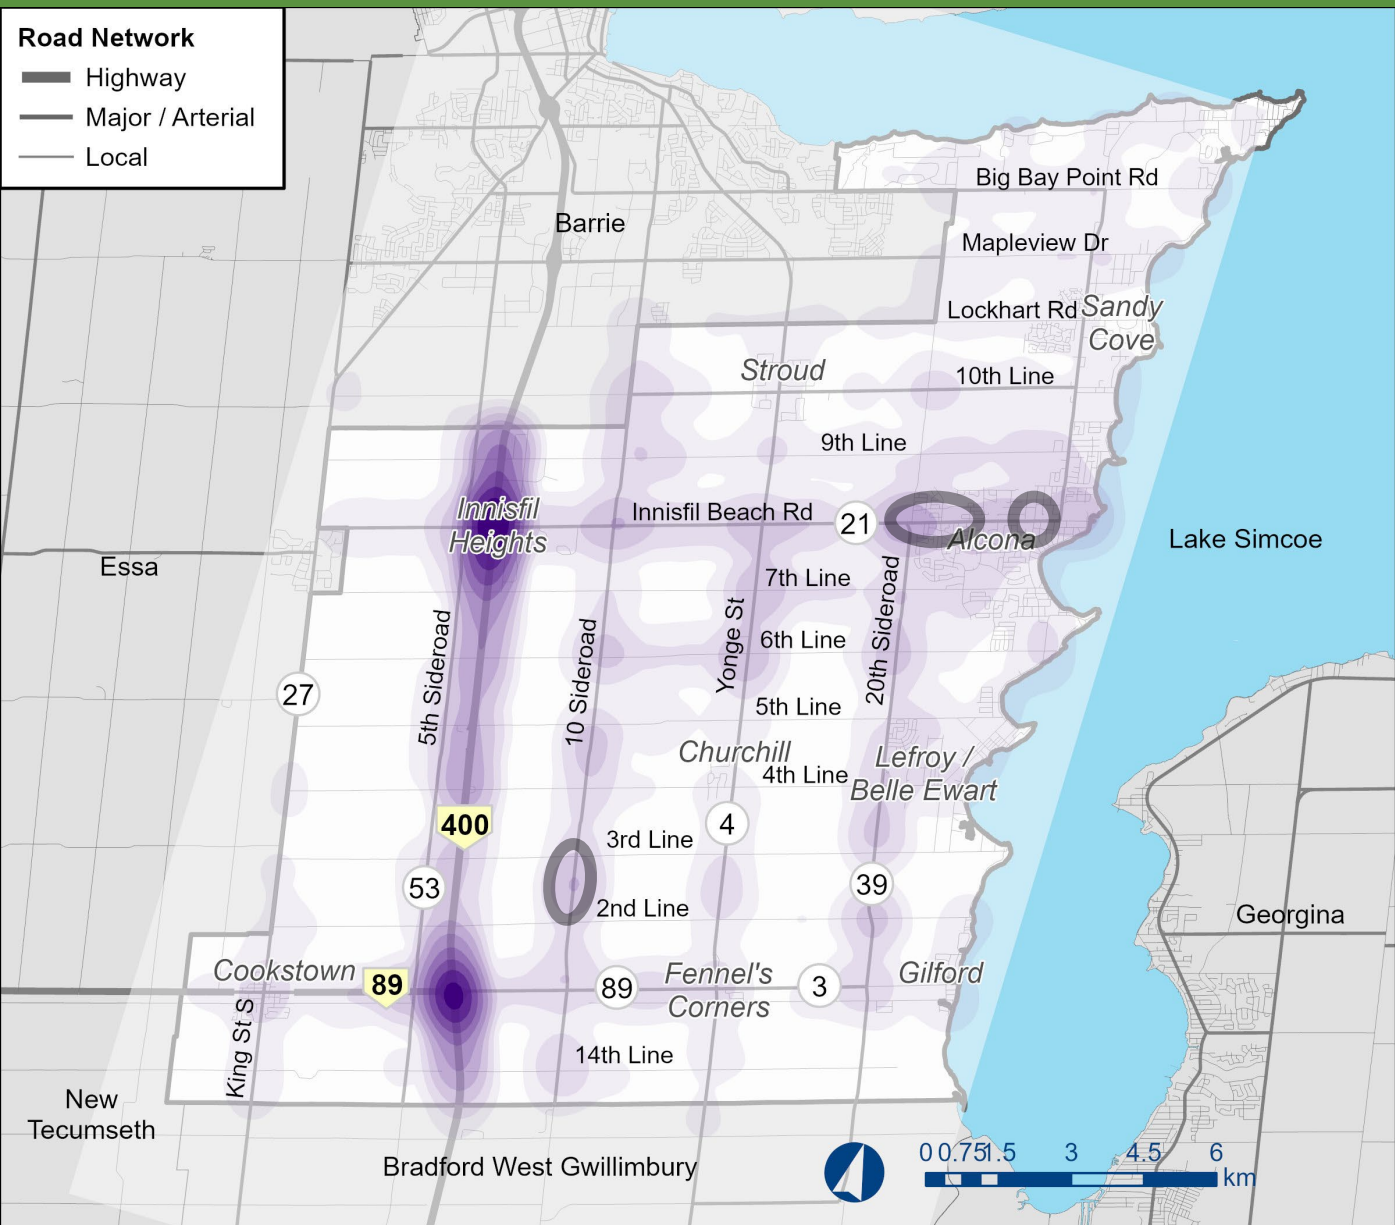 Road Network
Highway
Major / Arterial
Local
Big Bay Point Rd
Barrie
Mapleview Dr
Lockhart Rd
Sandy
Cove
Stroud
10th Line
9th Line
Innisfil
Heights
Innisfil Beach Rd
21
Alcona
Lake Simcoe
Essa
7th Line
5th Sideroad
10 Sideroad
Yonge St
20th Sideroad
6th Line
27
5th Line
Churchill
4th Line
Lefroy /
Belle Ewart
400
3rd Line
4
53
39
2nd Line
Georgina
Cookstown
89
89
Fennel's
Corners
3
Gilford
King St S
14th Line
New
Tecumseth
Bradford West Gwillimbury
0 0.75 1.5 3 4.5 6
km